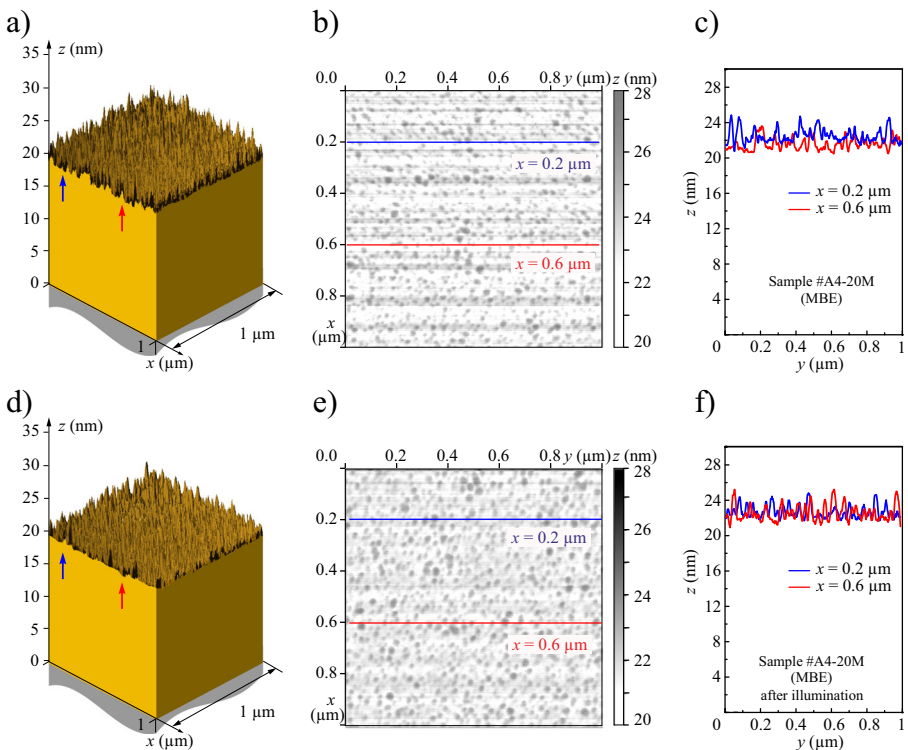 a)
z (nm)
35
30
25
20
15
10
5
0
1
x (µm)
1 µm
b)
0.0
0.2
0.4
0.6
y (µm)
0.8
z (nm)
0.2
0.4
0.6
0.8
x
(µm)
x = 0.2 µm
x = 0.6 µm
28
26
24
22
20
c)
z (nm)
28
24
20
16
12
8
4
0
0.2
0.4
0.6
0.8
1
y (µm)
x = 0.2 µm
x = 0.6 µm
Sample #A4-20M
(MBE)
d)
z (nm)
35
30
25
20
15
10
5
0
1
x (µm)
1 µm
e)
0.0
0.2
0.4
0.6
y (µm)
0.8
z (nm)
0.2
0.4
0.6
0.8
x
(µm)
x = 0.2 µm
x = 0.6 µm
28
26
24
22
20
f)
z (nm)
28
24
20
16
12
8
4
0
0.2
0.4
0.6
0.8
1
y (µm)
x = 0.2 µm
x = 0.6 µm
Sample #A4-20M
(MBE)
after illumination